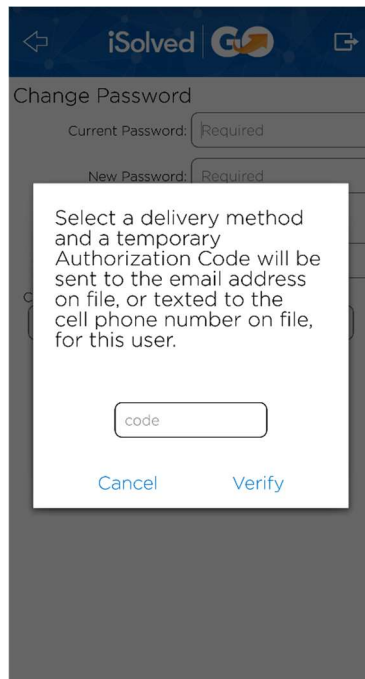 iSolved GO
Change Password
Current Password: Required
New Password: Required
Select a delivery method
and a temporary
Authorization Code will be
sent to the email address
on file, or texted to the
cell phone number on file,
for this user.
code
Cancel Verify